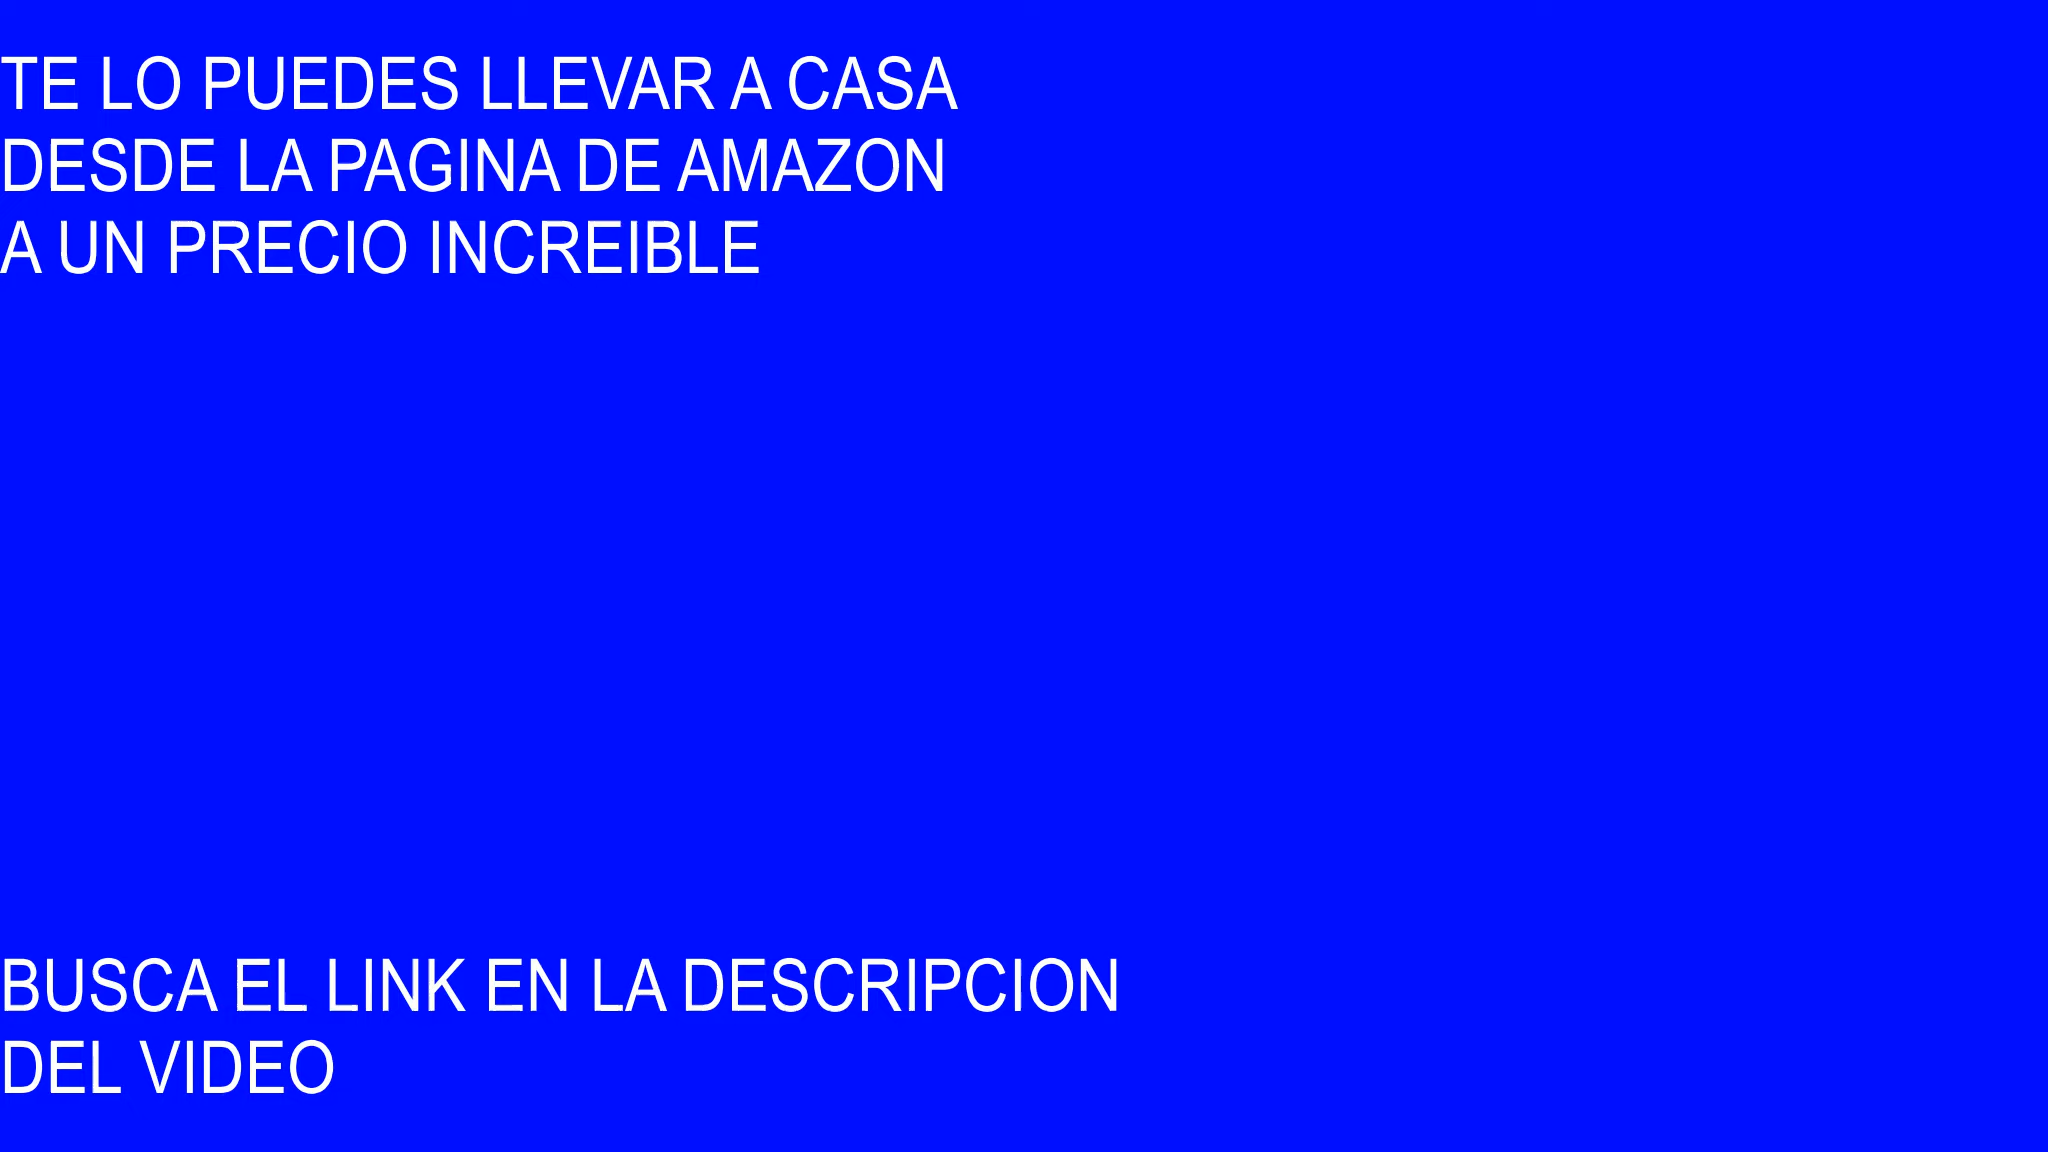 TE LO PUEDES LLEVAR A CASA
DESDE LA PAGINA DE AMAZON
A UN PRECIO INCREIBLE
BUSCA EL LINK EN LA DESCRIPCION
DEL VIDEO